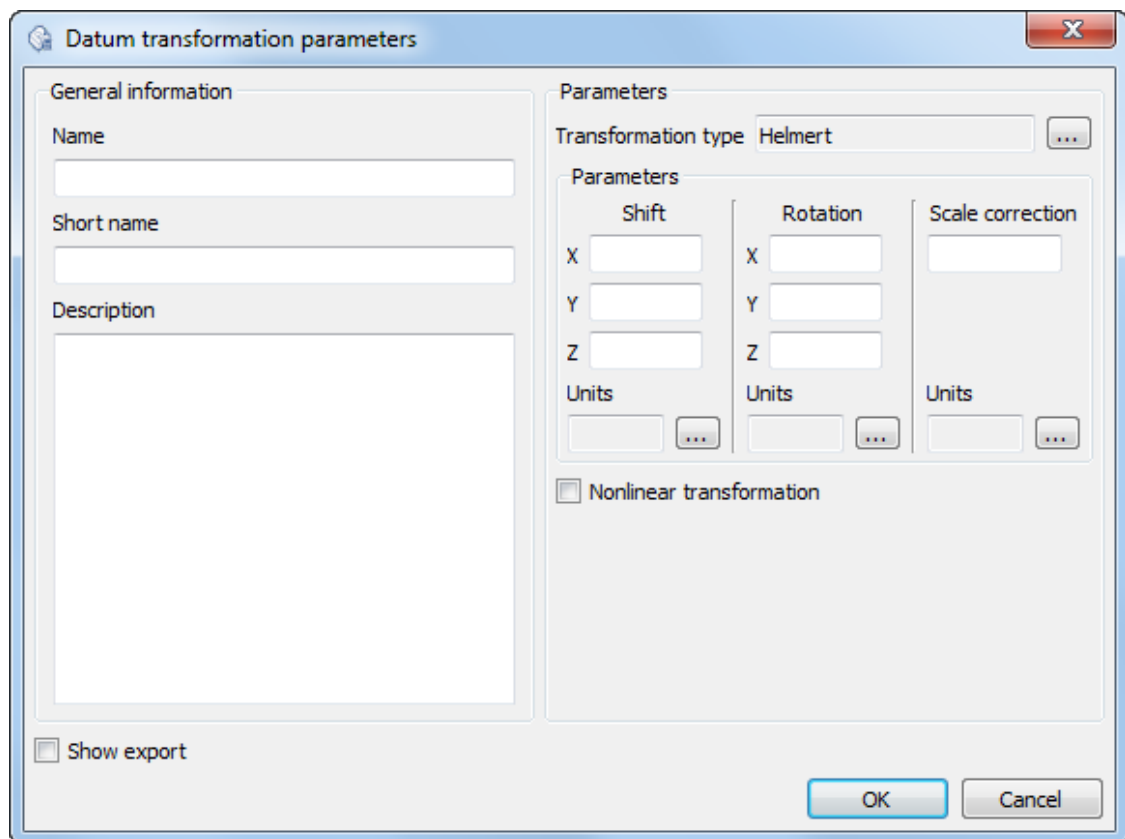 Datum transformation parameters
General information
Name
Short name
Description
Show export
Parameters
Transformation type Helmert ...
Parameters
Shift Rotation Scale correction
X X
Y Y
Z Z
Units Units Units
... ... ...
Nonlinear transformation
OK Cancel